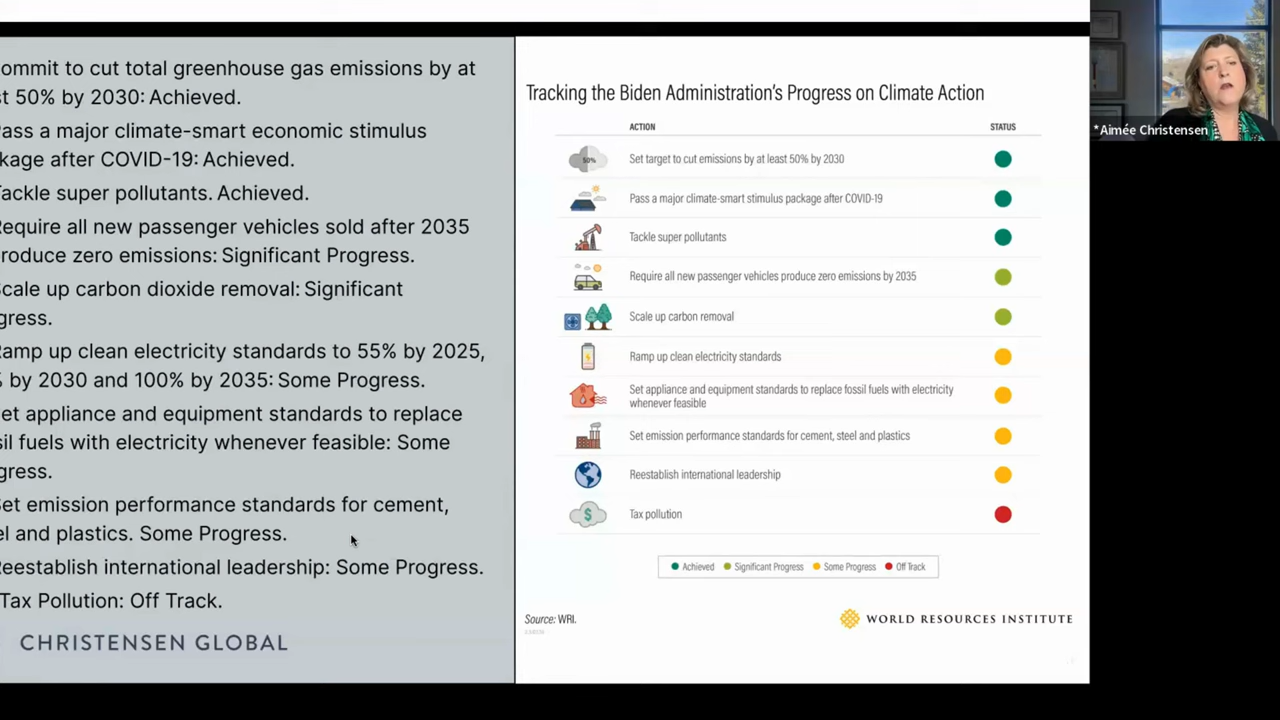 ommit to cut total greenhouse gas emissions by at
st 50% by 2030: Achieved.
ass a major climate-smart economic stimulus
kage after COVID-19: Achieved.
ackle super pollutants. Achieved.
equire all new passenger vehicles sold after 2035
roduce zero emissions: Significant Progress.
cale up carbon dioxide removal: Significant
gress.
amp up clean electricity standards to 55% by 2025,
% by 2030 and 100% by 2035: Some Progress.
et appliance and equipment standards to replace
sil fuels with electricity whenever feasible: Some
gress.
et emission performance standards for cement,
el and plastics. Some Progress.
eestablish international leadership: Some Progress.
Tax Pollution: Off Track.
CHRISTENSEN GLOBAL
Tracking the Biden Administration's Progress on Climate Action
ACTION STATUS
50% Set target to cut emissions by at least 50% by 2030
Pass a major climate-smart stimulus package after COVID-19
Tackle super pollutants
Require all new passenger vehicles produce zero emissions by 2035
Scale up carbon removal
Ramp up clean electricity standards
Set appliance and equipment standards to replace fossil fuels with electricity
whenever feasible
Set emission performance standards for cement, steel and plastics
Reestablish international leadership
$ Tax pollution
Achieved Significant Progress Some Progress Off Track
Source: WRI.
WORLD RESOURCES INSTITUTE
*Aimée Christensen